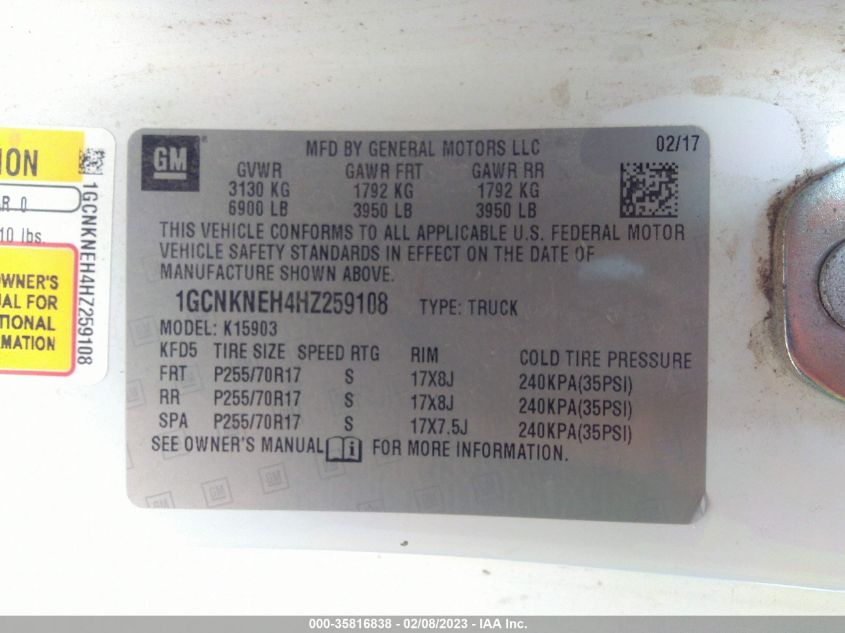 ION
AR 0
10 lbs.
OWNER'S
UAL FOR
TIONAL
RMATION
1GCNKNEH4HZ259108
GM
MFD BY GENERAL MOTORS LLC 02/17
GVWR GAWR FRT GAWR RR
3130 KG 1792 KG 1792 KG
6900 LB 3950 LB 3950 LB
THIS VEHICLE CONFORMS TO ALL APPLICABLE U.S. FEDERAL MOTOR
VEHICLE SAFETY STANDARDS IN EFFECT ON THE DATE OF
MANUFACTURE SHOWN ABOVE.
1GCNKNEH4HZ259108 TYPE: TRUCK
MODEL: K15903
KFD5 TIRE SIZE SPEED RTG RIM COLD TIRE PRESSURE
FRT P255/70R17 S 17X8J 240KPA(35PSI)
RR P255/70R17 S 17X8J 240KPA(35PSI)
SPA P255/70R17 S 17X7.5J 240KPA(35PSI)
SEE OWNER'S MANUAL FOR MORE INFORMATION.
000-35816838 - 02/08/2023 - IAA Inc.